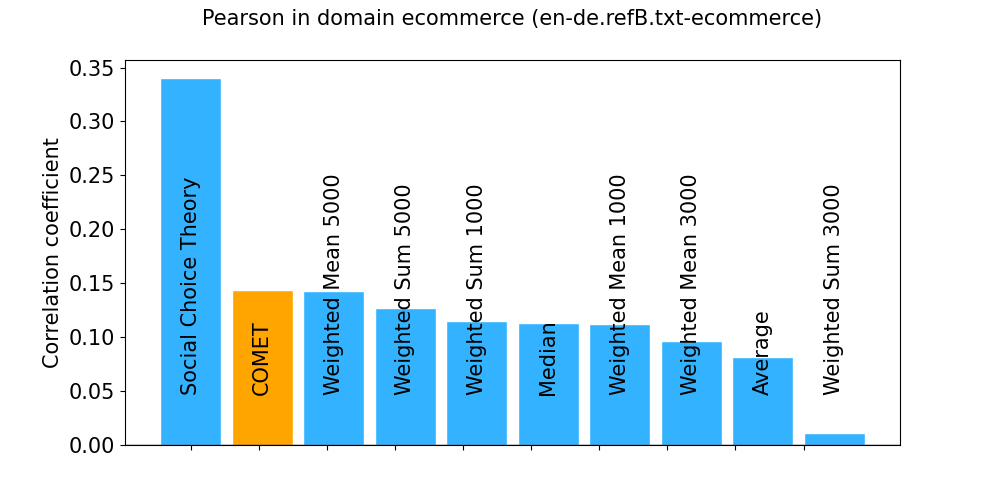 Pearson in domain ecommerce (en-de.refB.txt-ecommerce)
Correlation coefficient
0.35
0.30
0.25
0.20
0.15
0.10
0.05
0.00
Social Choice Theory
COMET
Weighted Mean 5000
Weighted Sum 5000
Weighted Sum 1000
Median
Weighted Mean 1000
Weighted Mean 3000
Average
Weighted Sum 3000